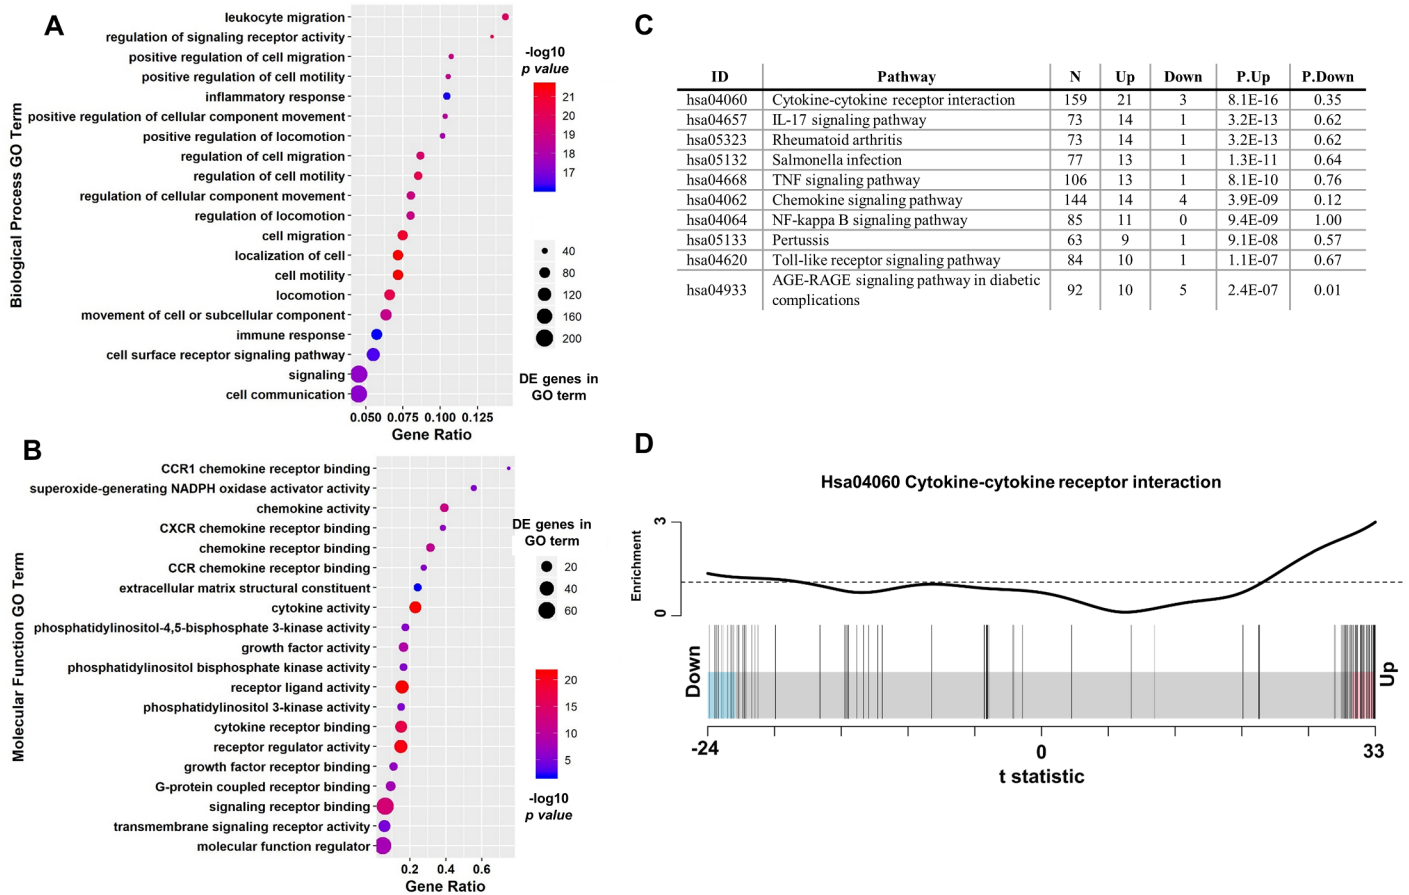 A
Biological Process GO Term
leukocyte migration
regulation of signaling receptor activity
positive regulation of cell migration
positive regulation of cell motility
inflammatory response
positive regulation of cellular component movement
positive regulation of locomotion
regulation of cell migration
regulation of cell motility
regulation of cellular component movement
regulation of locomotion
cell migration
localization of cell
cell motility
locomotion
movement of cell or subcellular component
immune response
cell surface receptor signaling pathway
signaling
cell communication
0.050 0.075 0.100 0.125
Gene Ratio
-log10
p value
21
20
19
18
17
40
80
120
160
200
DE genes in
GO term
B
Molecular Function GO Term
CCR1 chemokine receptor binding
superoxide-generating NADPH oxidase activator activity
chemokine activity
CXCR chemokine receptor binding
chemokine receptor binding
CCR chemokine receptor binding
extracellular matrix structural constituent
cytokine activity
phosphatidylinositol-4,5-bisphosphate 3-kinase activity
growth factor activity
phosphatidylinositol bisphosphate kinase activity
receptor ligand activity
phosphatidylinositol 3-kinase activity
cytokine receptor binding
receptor regulator activity
growth factor receptor binding
G-protein coupled receptor binding
signaling receptor binding
transmembrane signaling receptor activity
molecular function regulator
0.2 0.4 0.6
Gene Ratio
DE genes in
GO term
20
40
60
20
15
10
5
-log10
p value
C
ID Pathway N Up Down P.Up P.Down
hsa04060 Cytokine-cytokine receptor interaction 159 21 3 8.1E-16 0.35
hsa04657 IL-17 signaling pathway 73 14 1 3.2E-13 0.62
hsa05323 Rheumatoid arthritis 73 14 1 3.2E-13 0.62
hsa05132 Salmonella infection 77 13 1 1.3E-11 0.64
hsa04668 TNF signaling pathway 106 13 1 8.1E-10 0.76
hsa04062 Chemokine signaling pathway 144 14 4 3.9E-09 0.12
hsa04064 NF-kappa B signaling pathway 85 11 0 9.4E-09 1.00
hsa05133 Pertussis 63 9 1 9.1E-08 0.57
hsa04620 Toll-like receptor signaling pathway 84 10 1 1.1E-07 0.67
hsa04933 AGE-RAGE signaling pathway in diabetic 92 10 5 2.4E-07 0.01
complications
D
Hsa04060 Cytokine-cytokine receptor interaction
Enrichment
3
0
Down
Up
-24 0 33
t statistic